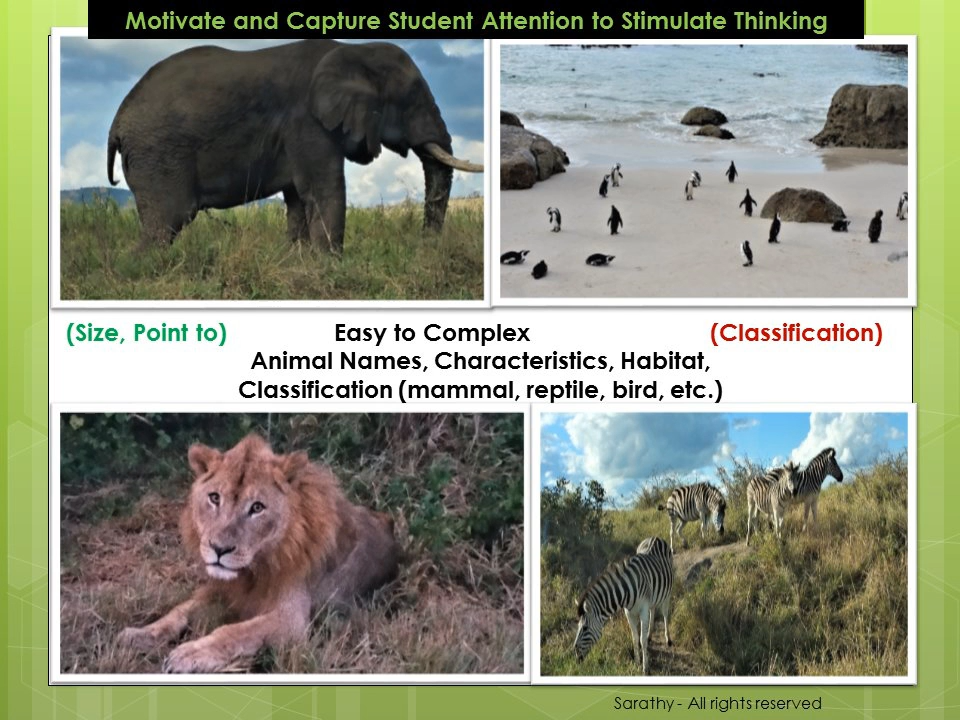 Motivate and Capture Student Attention to Stimulate Thinking
(Size, Point to) Easy to Complex (Classification)
Animal Names, Characteristics, Habitat,
Classification (mammal, reptile, bird, etc.)
Sarathy - All rights reserved